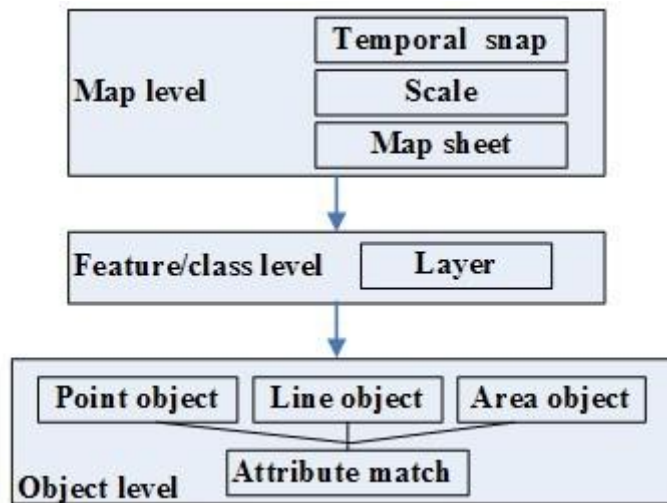 Temporal snap
Map level
Scale
Map sheet
Feature/class level
Layer
Point object
Line object
Area object
Attribute match
Object level